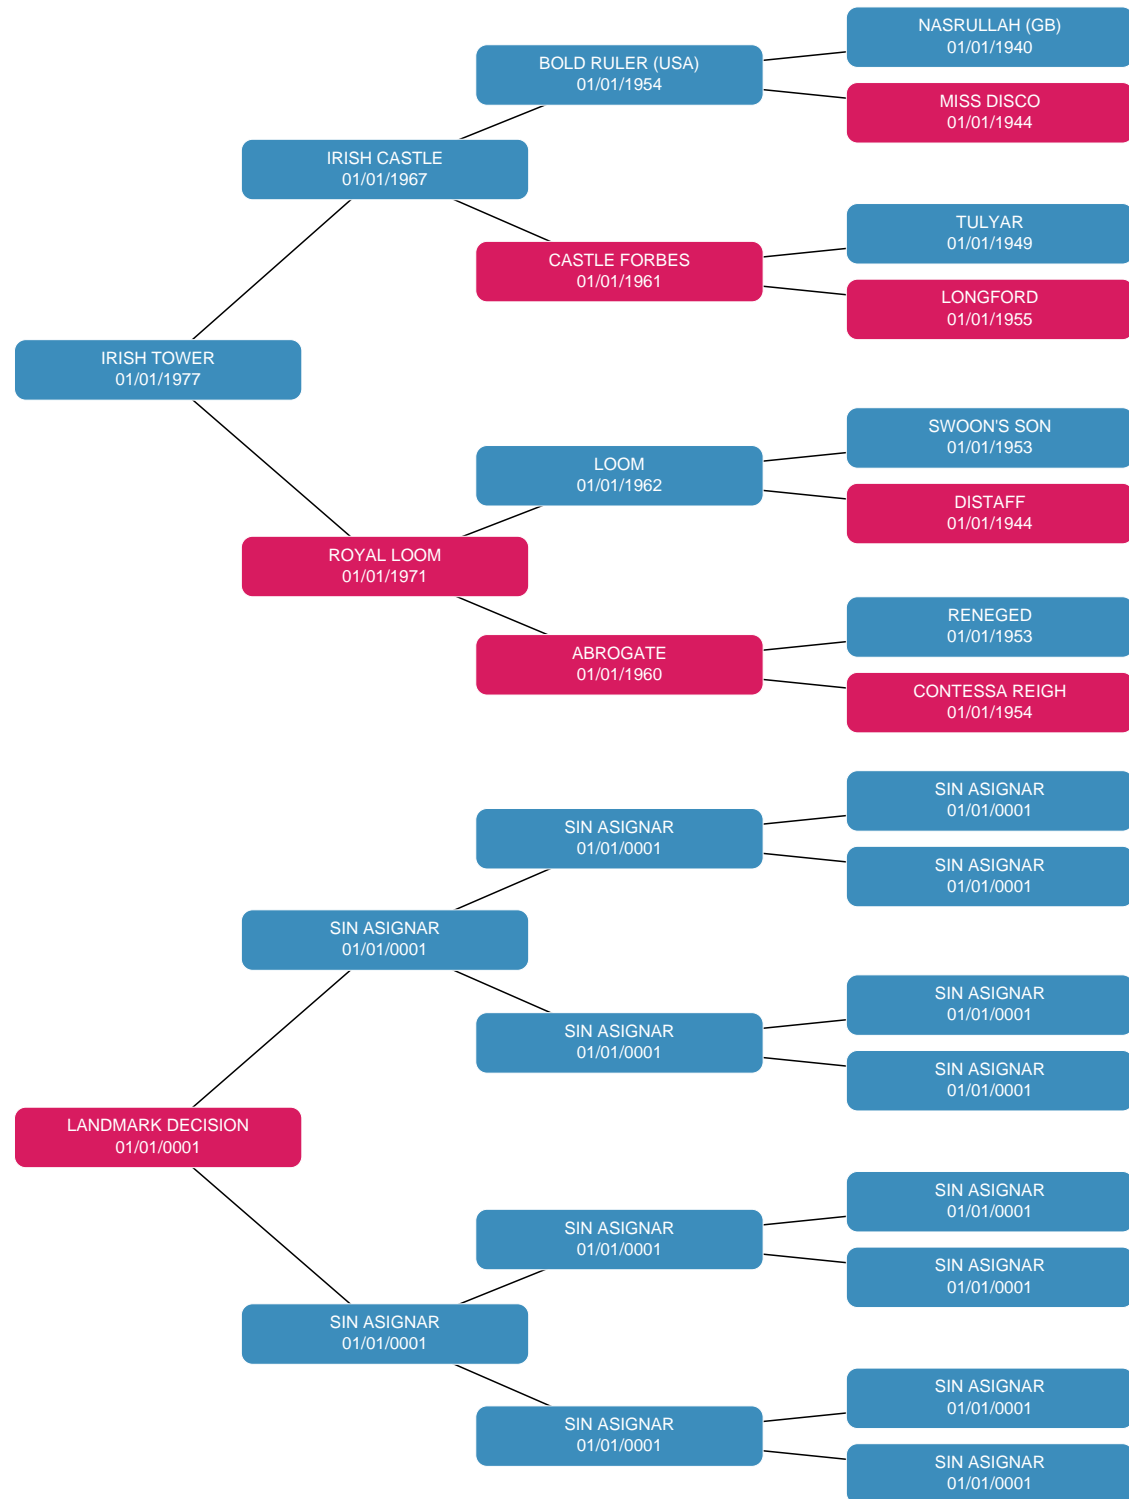 NASRULLAH (GB)
01/01/1940
BOLD RULER (USA)
01/01/1954
MISS DISCO
01/01/1944
IRISH CASTLE
01/01/1967
TULYAR
01/01/1949
CASTLE FORBES
01/01/1961
LONGFORD
01/01/1955
IRISH TOWER
01/01/1977
SWOON'S SON
01/01/1953
LOOM
01/01/1962
DISTAFF
01/01/1944
ROYAL LOOM
01/01/1971
RENEGED
01/01/1953
ABROGATE
01/01/1960
CONTESSA REIGH
01/01/1954
SIN ASIGNAR
01/01/0001
SIN ASIGNAR
01/01/0001
SIN ASIGNAR
01/01/0001
SIN ASIGNAR
01/01/0001
SIN ASIGNAR
01/01/0001
SIN ASIGNAR
01/01/0001
SIN ASIGNAR
01/01/0001
LANDMARK DECISION
01/01/0001
SIN ASIGNAR
01/01/0001
SIN ASIGNAR
01/01/0001
SIN ASIGNAR
01/01/0001
SIN ASIGNAR
01/01/0001
SIN ASIGNAR
01/01/0001
SIN ASIGNAR
01/01/0001
SIN ASIGNAR
01/01/0001